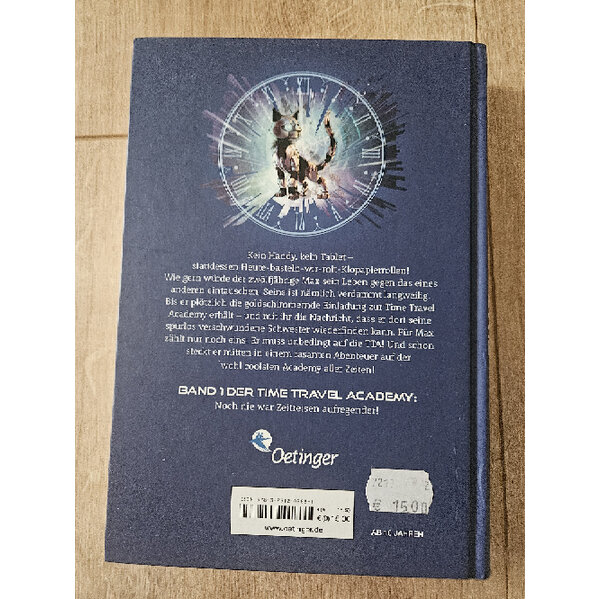 Kein Handy, kein Tablet –
stattdessen Heute-basteln-wir-mit-Klopapierrollen!
Wie gern würde der zwölfjährige Max sein Leben gegen das eines
anderen eintauschen. Seins ist nämlich verdammt langweilig.
Bis er plötzlich die goldschimmernde Einladung zur Time Travel
Academy erhält – und mit ihr die Nachricht, dass er dort seine
spurlos verschwundene Schwester wiederfinden kann. Für Max
zählt nur noch eins: Er muss unbedingt auf die TTA! Und schon
steckt er mitten in einem rasanten Abenteuer auf der
wohl coolsten Academy aller Zeiten!
BAND 1 DER TIME TRAVEL ACADEMY:
Noch nie war Zeitreisen aufregender!
Oetinger
€ 15,00
www.oetinger.de
AB 10 JAHREN